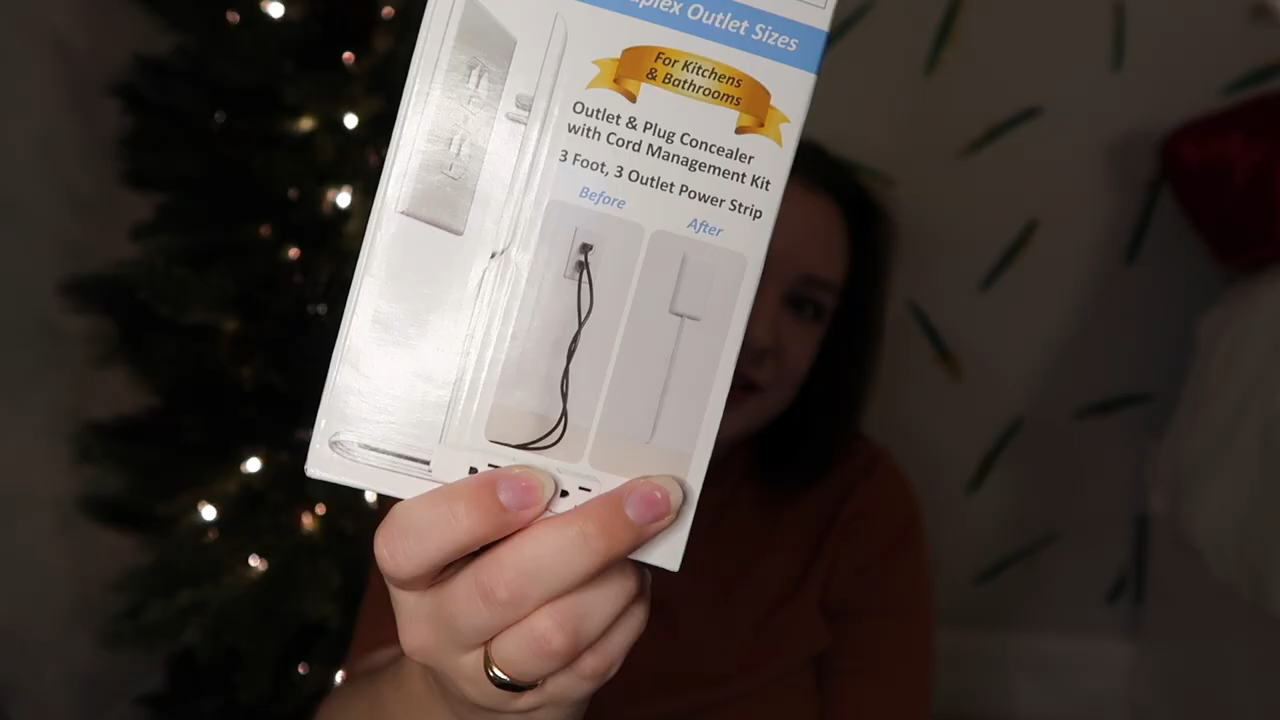 Outlet Sizes
For Kitchens
& Bathrooms
Outlet & Plug Concealer
with Cord Management Kit
3 Foot, 3 Outlet Power Strip
Before
After